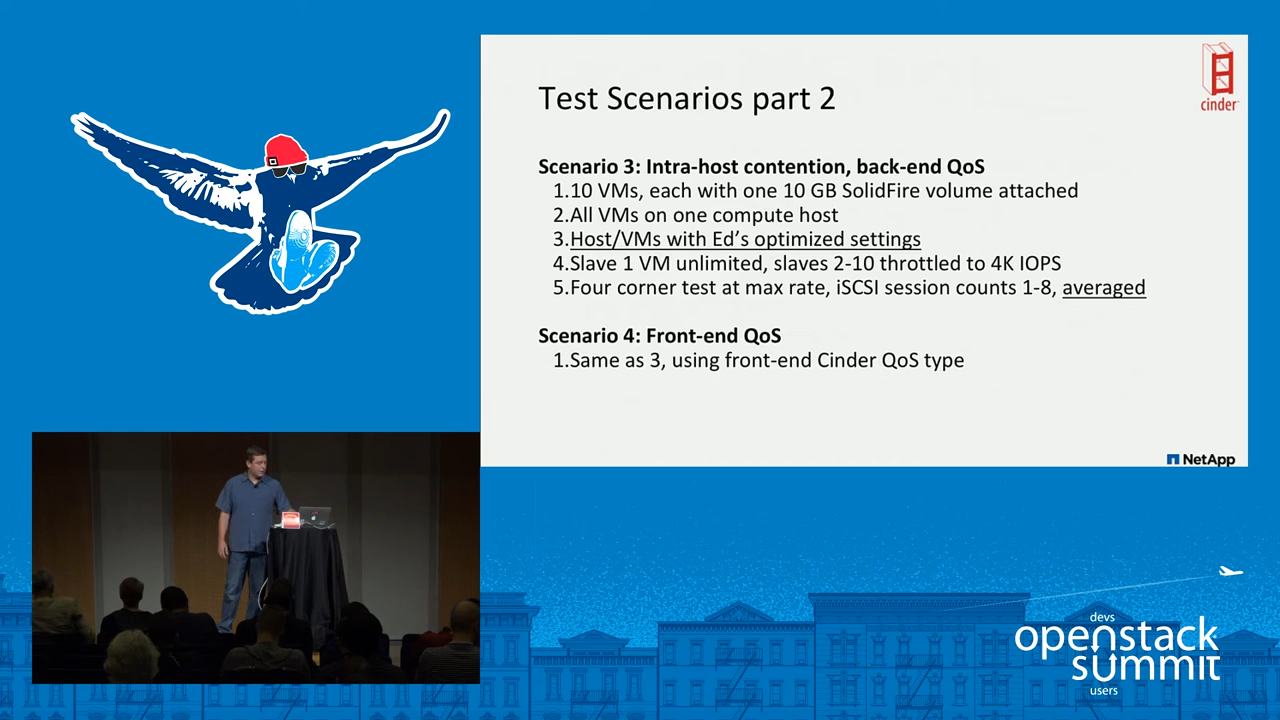 Test Scenarios part 2
cinder
Scenario 3: Intra-host contention, back-end QoS
1.10 VMs, each with one 10 GB SolidFire volume attached
2.All VMs on one compute host
3.Host/VMs with Ed's optimized settings
4.Slave 1 VM unlimited, slaves 2-10 throttled to 4K IOPS
5.Four corner test at max rate, iSCSI session counts 1-8, averaged
Scenario 4: Front-end QoS
1.Same as 3, using front-end Cinder QoS type
NetApp
devs
openstack
summit
users